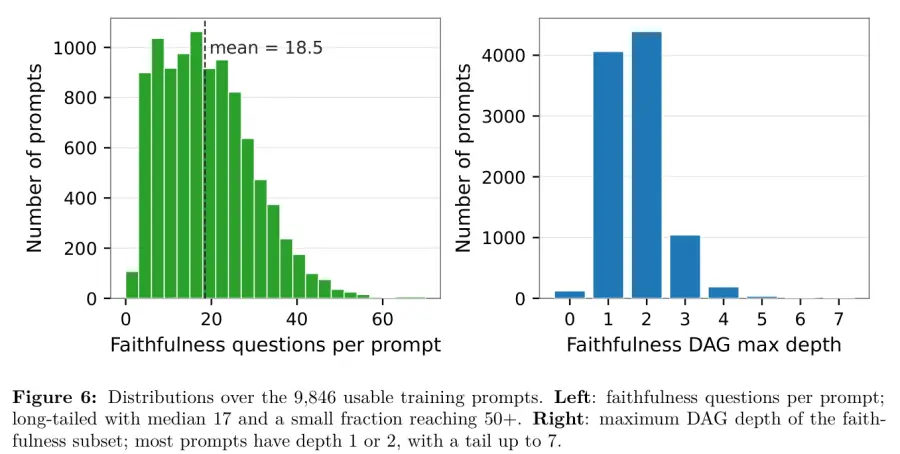 Number of prompts
1000
800
600
400
200
0
mean = 18.5
0 20 40 60
Faithfulness questions per prompt
Number of prompts
4000
3000
2000
1000
0
0 1 2 3 4 5 6 7
Faithfulness DAG max depth
Figure 6: Distributions over the 9,846 usable training prompts. Left: faithfulness questions per prompt;
long-tailed with median 17 and a small fraction reaching 50+. Right: maximum DAG depth of the faith-
fulness subset; most prompts have depth 1 or 2, with a tail up to 7.